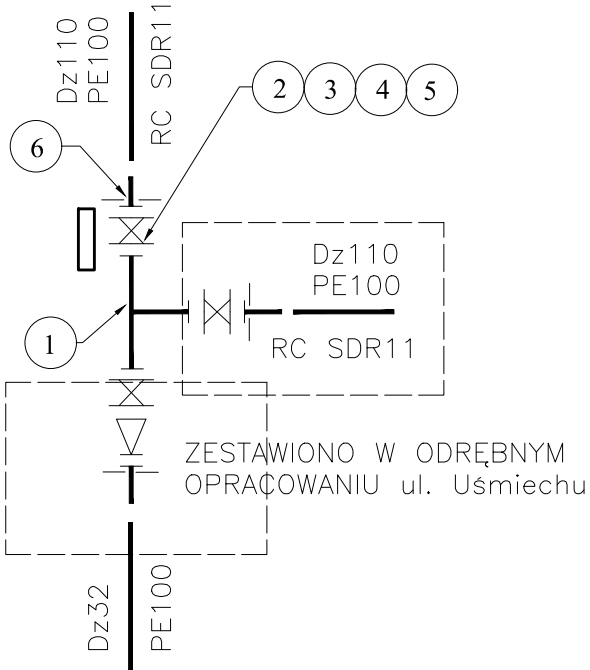 Dz110
PE100
RC SDR11
2 3 4 5
6
Dz110
PE100
RC SDR11
1
ZESTAWIONO W ODRĘBNYM
OPRACOWANIU ul. Uśmiechu
Dz32
PE100